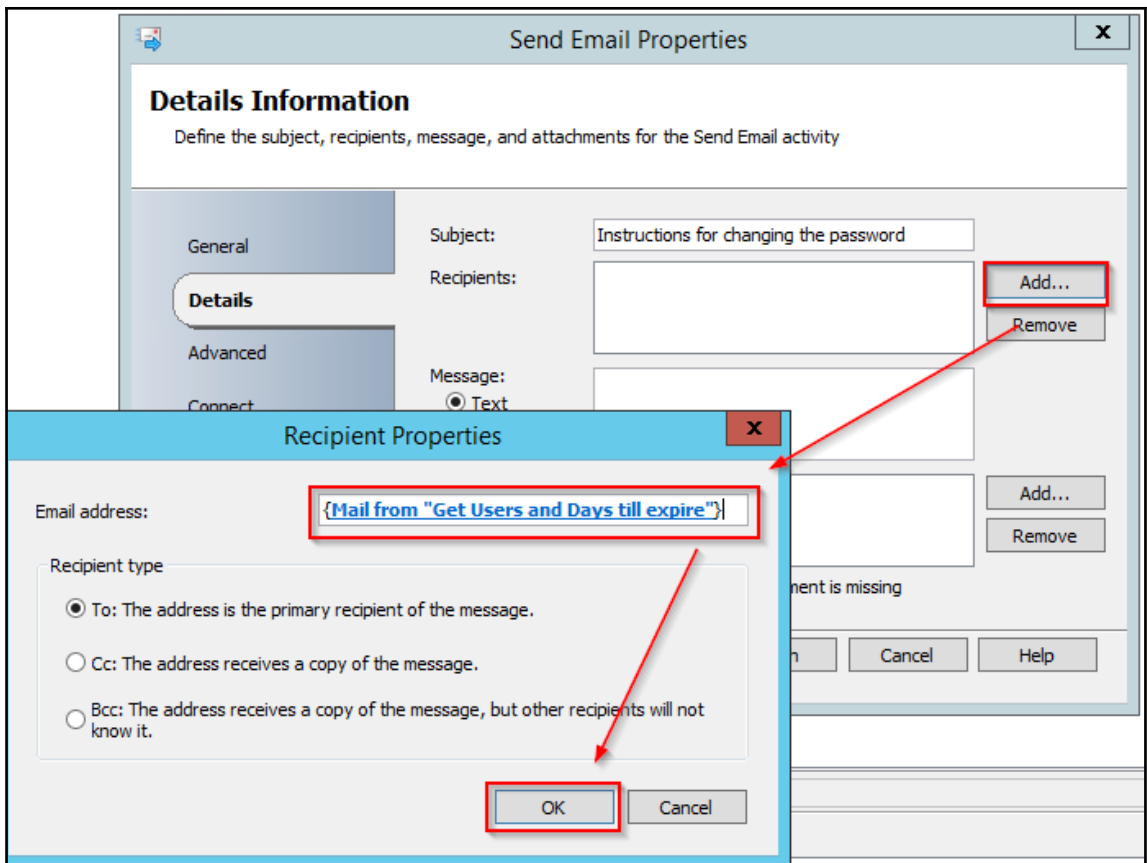 Send Email Properties
x
Details Information
Define the subject, recipients, message, and attachments for the Send Email activity
General
Details
Advanced
Connect
Subject:
Instructions for changing the password
Recipients:
Add...
Remove
Message:
Text
Recipient Properties
x
Email address:
{Mail from "Get Users and Days till expire"}
Recipient type
To: The address is the primary recipient of the message.
Cc: The address receives a copy of the message.
Bcc: The address receives a copy of the message, but other recipients will not
know it.
OK
Cancel
Add...
Remove
is missing
Cancel
Help